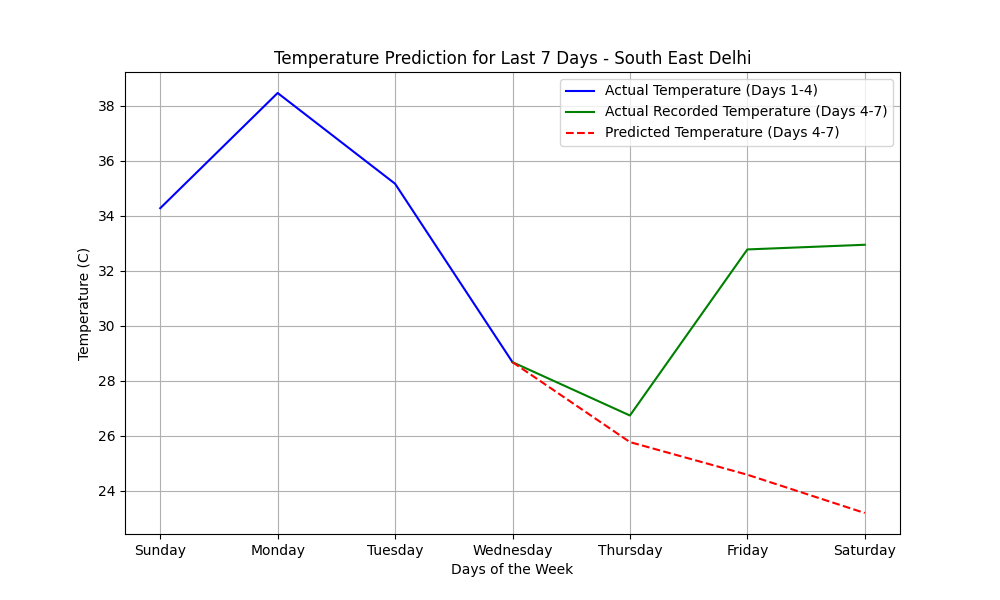 Temperature Prediction for Last 7 Days - South East Delhi
Actual Temperature (Days 1-4)
Actual Recorded Temperature (Days 4-7)
Predicted Temperature (Days 4-7)
Temperature (C)
38
36
34
32
30
28
26
24
Sunday Monday Tuesday Wednesday Thursday Friday Saturday
Days of the Week